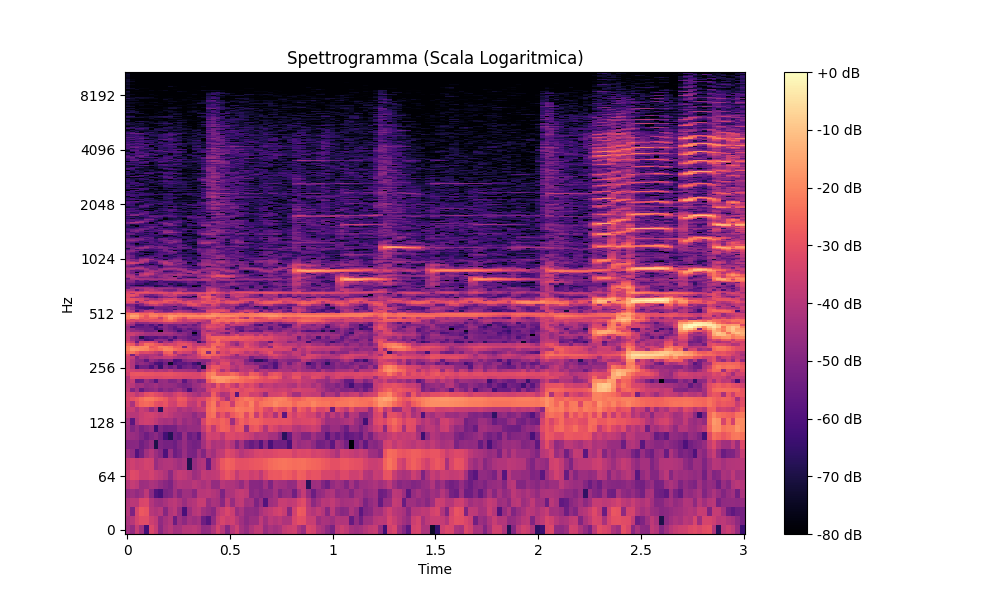 Spettrogramma (Scala Logaritmica)
Hz
8192
4096
2048
1024
512
256
128
64
0
0
0.5
1
1.5
2
2.5
3
Time
+0 dB
-10 dB
-20 dB
-30 dB
-40 dB
-50 dB
-60 dB
-70 dB
-80 dB